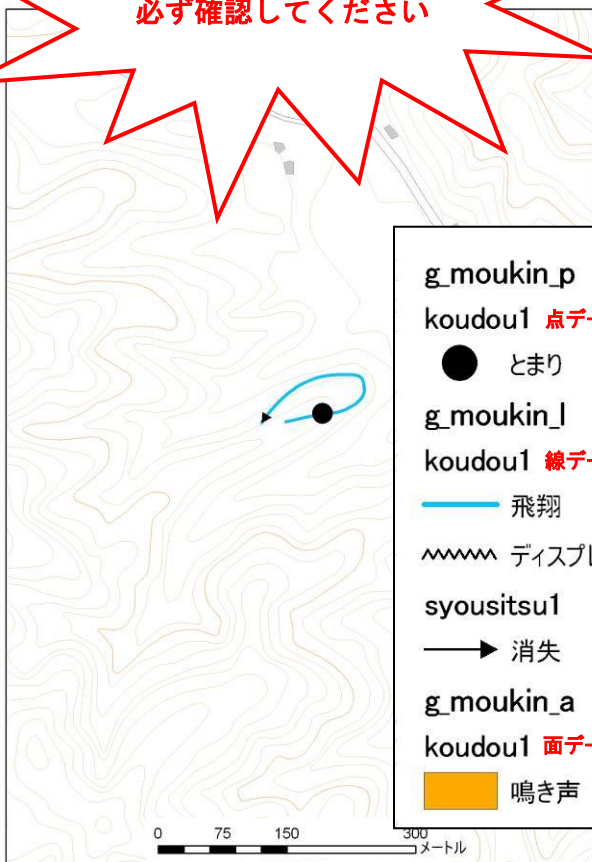 必ず確認してください
g_moukin_p
koudou1 点デー
とまり
g_moukin_l
koudou1 線デー
飛翔
ディスプレ
syousitsu1
消失
g_moukin_a
koudou1 面デー
鳴き声
0 75 150 300
メートル